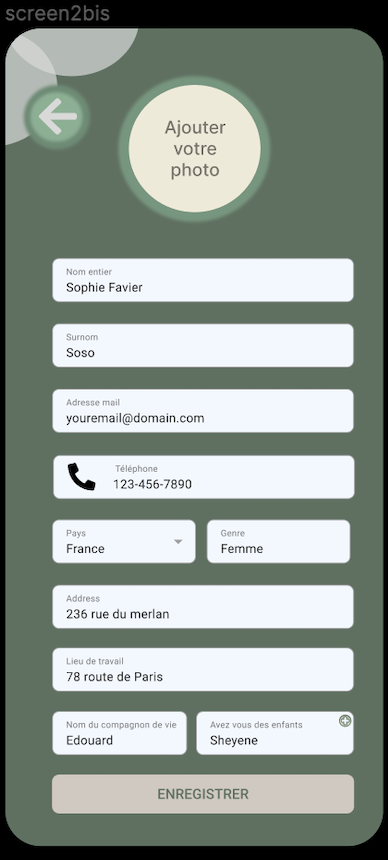 screen2bis
Ajouter
votre
photo
Nom entier
Sophie Favier
Surnom
Soso
Adresse mail
youremail@domain.com
Téléphone
123-456-7890
Pays
France
Genre
Femme
Address
236 rue du merlan
Lieu de travail
78 route de Paris
Nom du compagnon de vie
Edouard
Avez vous des enfants
Sheyene
ENREGISTRER